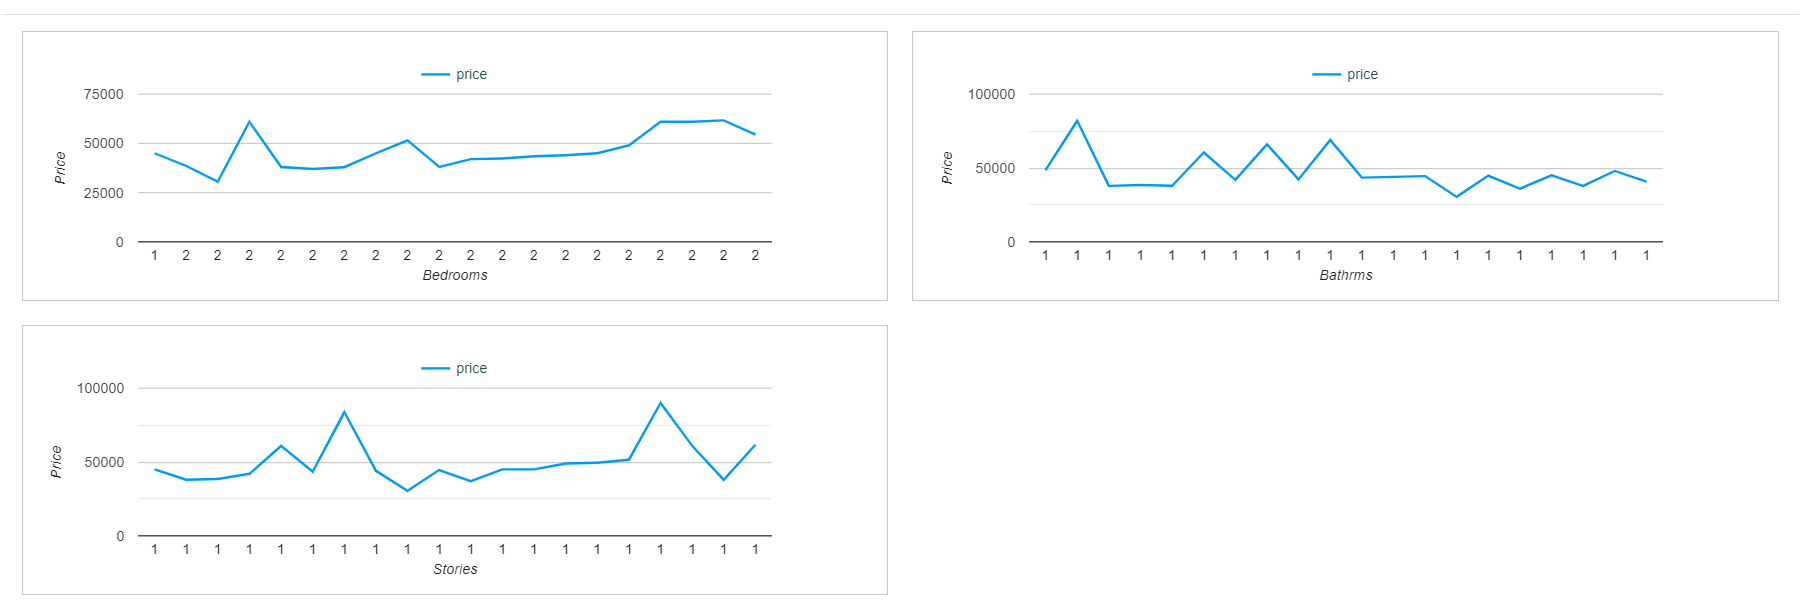 price
75000
50000
25000
0
Price
1 2 2 2 2 2 2 2 2 2 2 2 2 2 2 2 2 2 2 2
Bedrooms
price
100000
50000
0
Price
1 1 1 1 1 1 1 1 1 1 1 1 1 1 1 1 1 1 1 1
Bathrms
price
100000
50000
0
Price
1 1 1 1 1 1 1 1 1 1 1 1 1 1 1 1 1 1 1 1
Stories